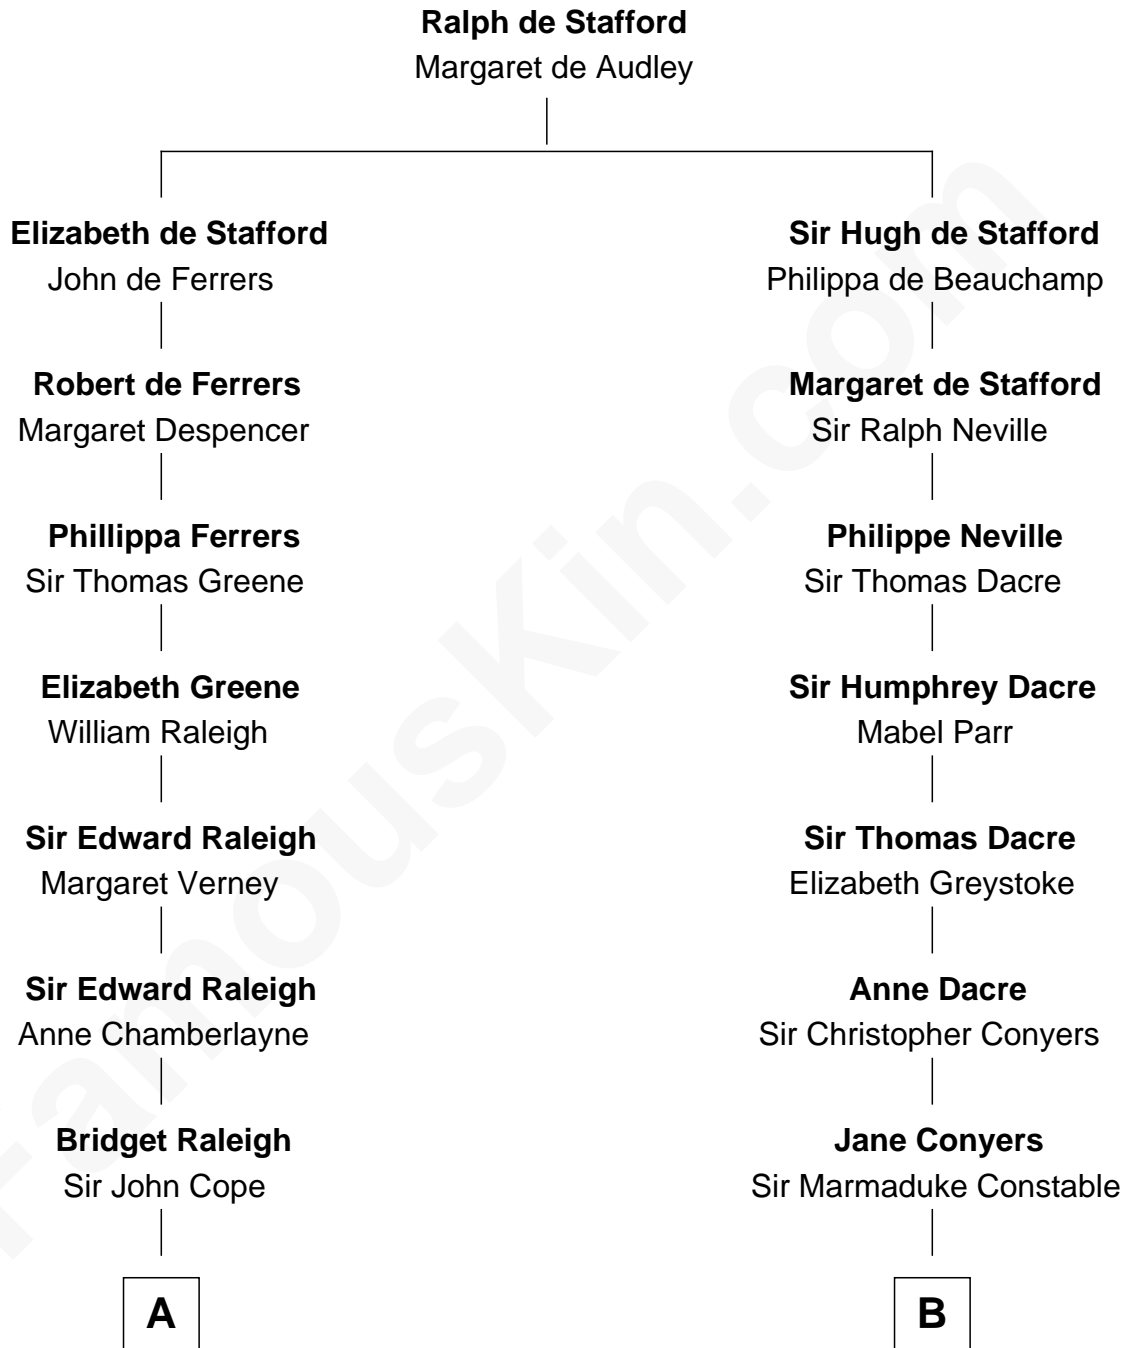 Ralph de Stafford
Margaret de Audley
Elizabeth de Stafford
John de Ferrers
Robert de Ferrers
Margaret Despencer
Phillippa Ferrers
Sir Thomas Greene
Elizabeth Greene
William Raleigh
Sir Edward Raleigh
Margaret Verney
Sir Edward Raleigh
Anne Chamberlayne
Bridget Raleigh
Sir John Cope
A
Sir Hugh de Stafford
Philippa de Beauchamp
Margaret de Stafford
Sir Ralph Neville
Philippe Neville
Sir Thomas Dacre
Sir Humphrey Dacre
Mabel Parr
Sir Thomas Dacre
Elizabeth Greystoke
Anne Dacre
Sir Christopher Conyers
Jane Conyers
Sir Marmaduke Constable
B
FamousKin.com